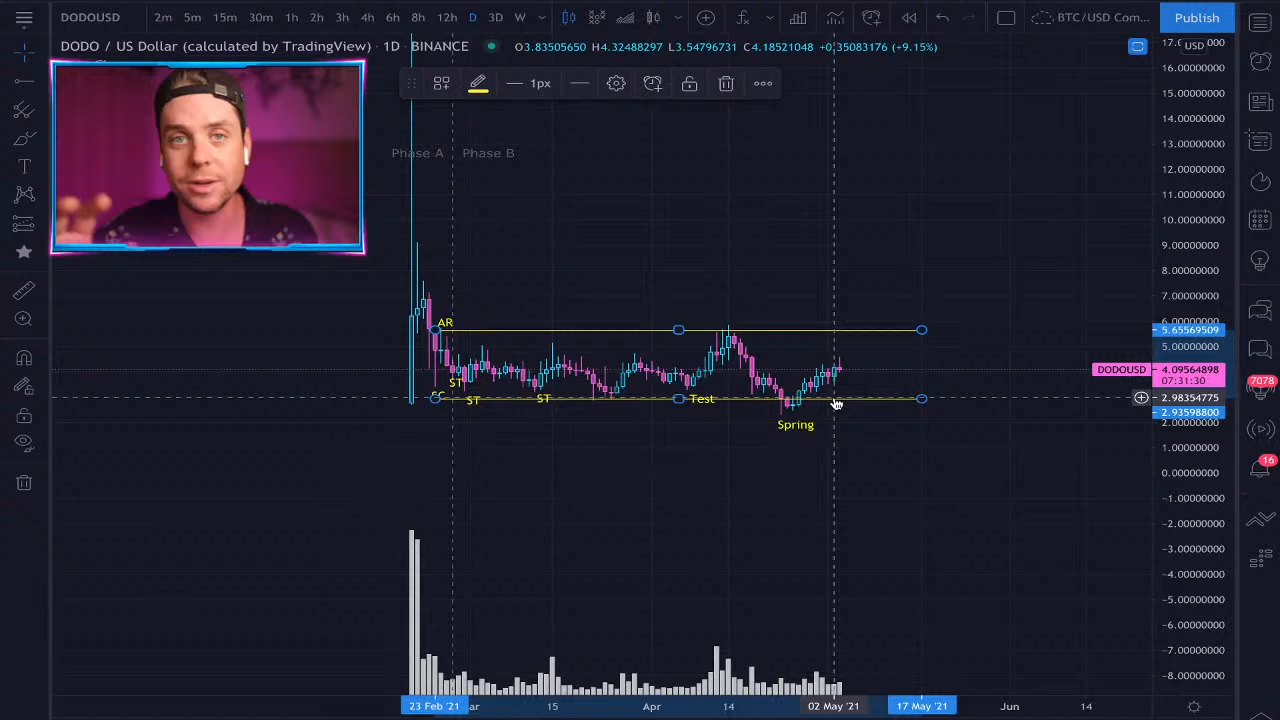 DODOUSD 2m 5m 15m 30m 1h 2h 3h 4h 6h 8h 12h D 3D W BTC/USD Com... Publish
DODO / US Dollar (calculated by TradingView) · 1D · BINANCE O3.83505650 H4.32488297 L3.54796731 C4.18521048 +0.35083176 (+9.15%)
USD
1px
Phase A Phase B
AR
ST
ST
ST
Test
Spring
16.00000000
15.00000000
14.00000000
13.00000000
12.00000000
11.00000000
10.00000000
9.00000000
8.00000000
7.00000000
5.65569509
5.00000000
DODOUSD 4.09564898
07:31:30
2.98354775
2.93598800
2.00000000
1.00000000
0.00000000
-1.00000000
-2.00000000
-3.00000000
-4.00000000
-5.00000000
-6.00000000
-7.00000000
-8.00000000
7078
16
23 Feb '21 15 Apr 14 02 May '21 17 May '21 Jun 14